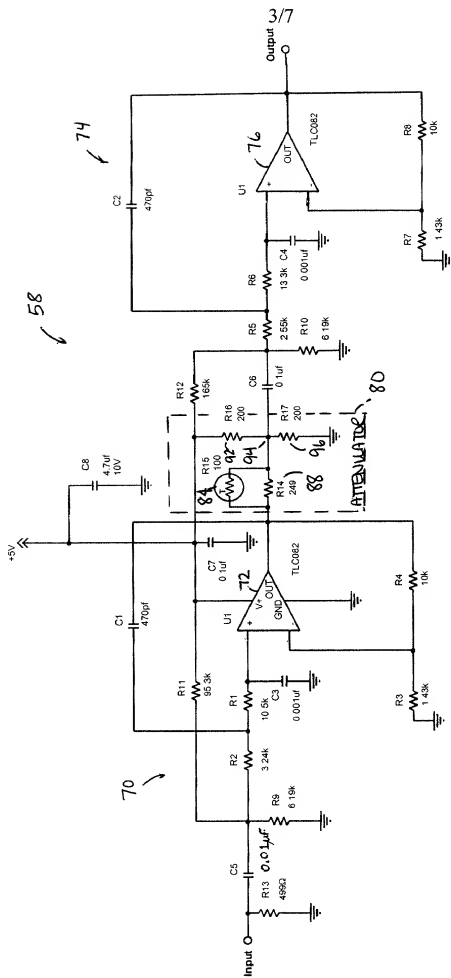 3/7
58
70
74
+5V
C8
4.7uf
10V
C1
470pf
C2
470pf
R11
95.3k
R12
165k
C7
0.1uf
R15
100
T
84
R16
200
92
94
R14
249
88
R17
200
96
80
ATTENUATOR
C6
0.1uf
Input
R13
499Ω
C5
0.01µF
R9
6.19k
R2
3.24k
R1
10.5k
C3
0.001uf
U1
+
-
V+
OUT
GND
72
TLC082
R3
1.43k
R4
10k
R10
6.19k
R5
2.55k
R6
13.3k
C4
0.001uf
U1
+
-
OUT
76
TLC082
R7
1.43k
R8
10k
Output